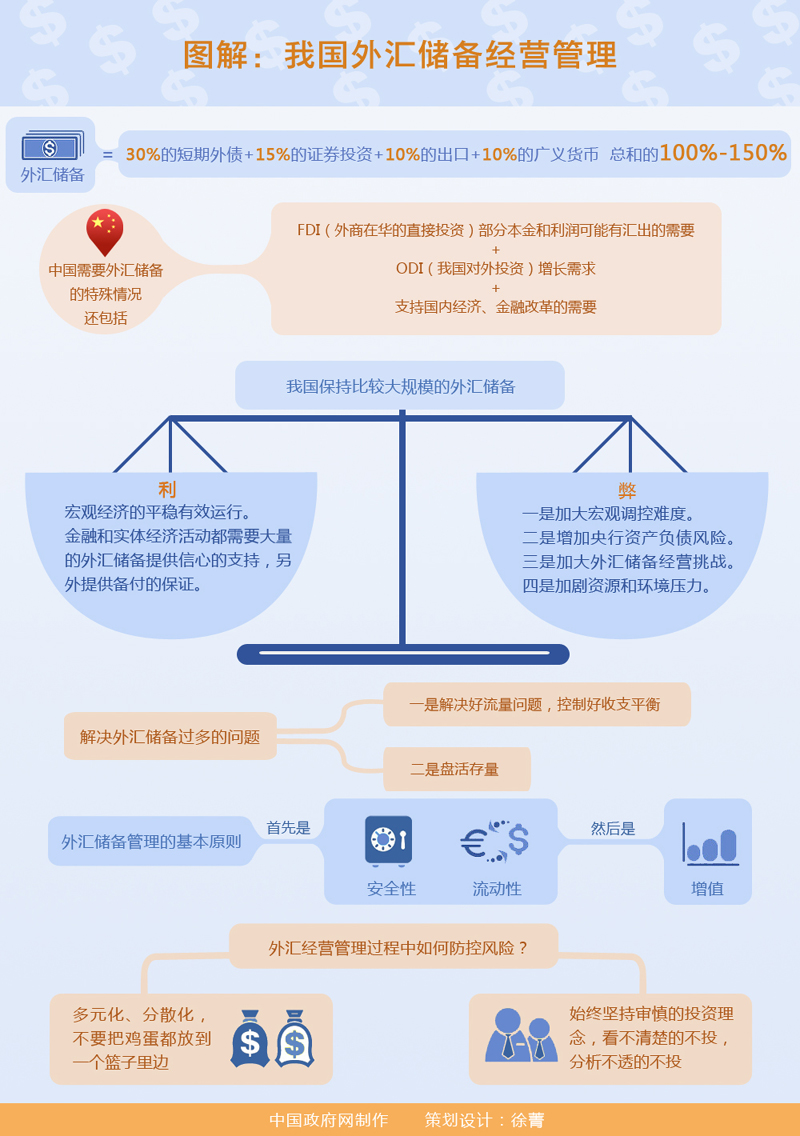 图解：我国外汇储备经营管理
外汇储备
=
30%的短期外债+15%的证券投资+10%的出口+10%的广义货币 总和的100%-150%
中国需要外汇储备
的特殊情况
还包括
FDI（外商在华的直接投资）部分本金和利润可能有汇出的需要
+
ODI（我国对外投资）增长需求
+
支持国内经济、金融改革的需要
我国保持比较大规模的外汇储备
利
宏观经济的平稳有效运行。
金融和实体经济活动都需要大量
的外汇储备提供信心的支持，另
外提供备付的保证。
弊
一是加大宏观调控难度。
二是增加央行资产负债风险。
三是加大外汇储备经营挑战。
四是加剧资源和环境压力。
解决外汇储备过多的问题
一是解决好流量问题，控制好收支平衡
二是盘活存量
外汇储备管理的基本原则
首先是
安全性
流动性
然后是
增值
外汇经营管理过程中如何防控风险？
多元化、分散化，
不要把鸡蛋都放到
一个篮子里边
始终坚持审慎的投资理
念，看不清楚的不投，
分析不透的不投
中国政府网制作 策划设计：徐菁